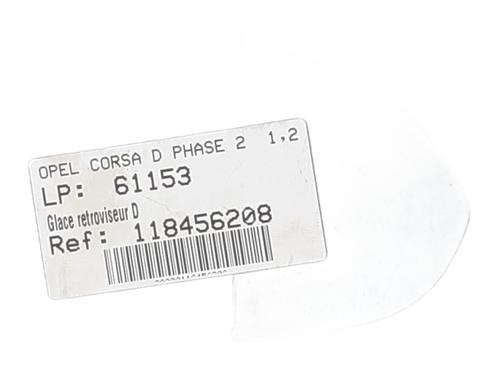 OPEL CORSA D PHASE 2 1,2
LP: 61153
Glace retroviseur D
Ref: 118456208